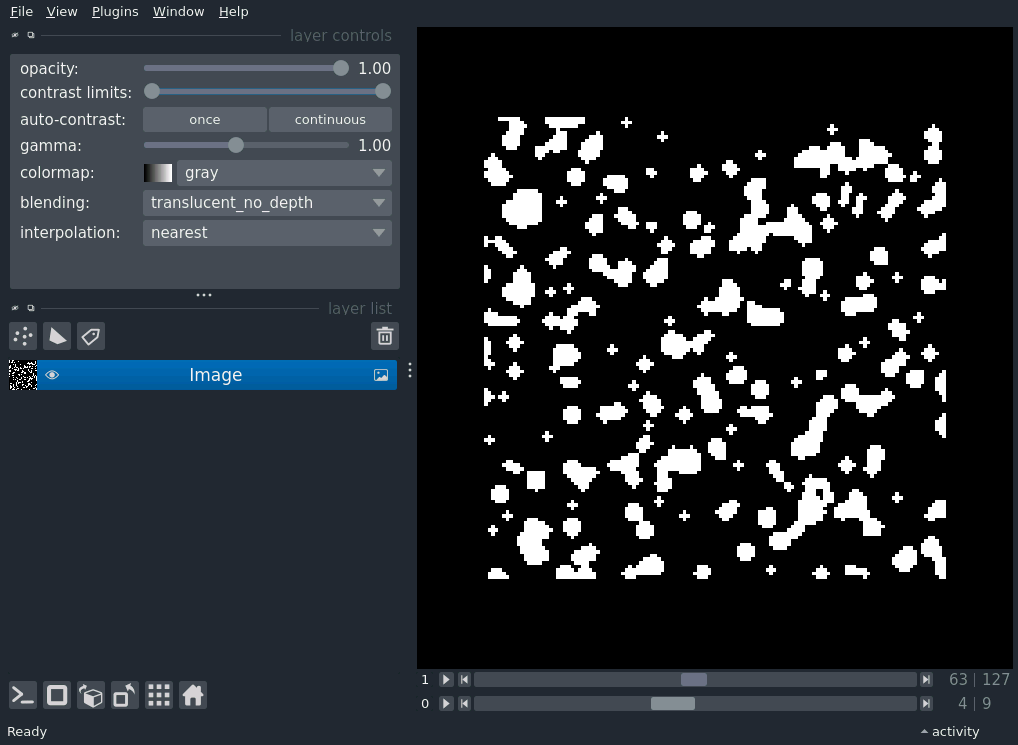 File View Plugins Window Help
layer controls
opacity: 1.00
contrast limits:
auto-contrast: once continuous
gamma: 1.00
colormap: gray
blending: translucent_no_depth
interpolation: nearest
layer list
Image
1 63 | 127
0 4 | 9
Ready activity